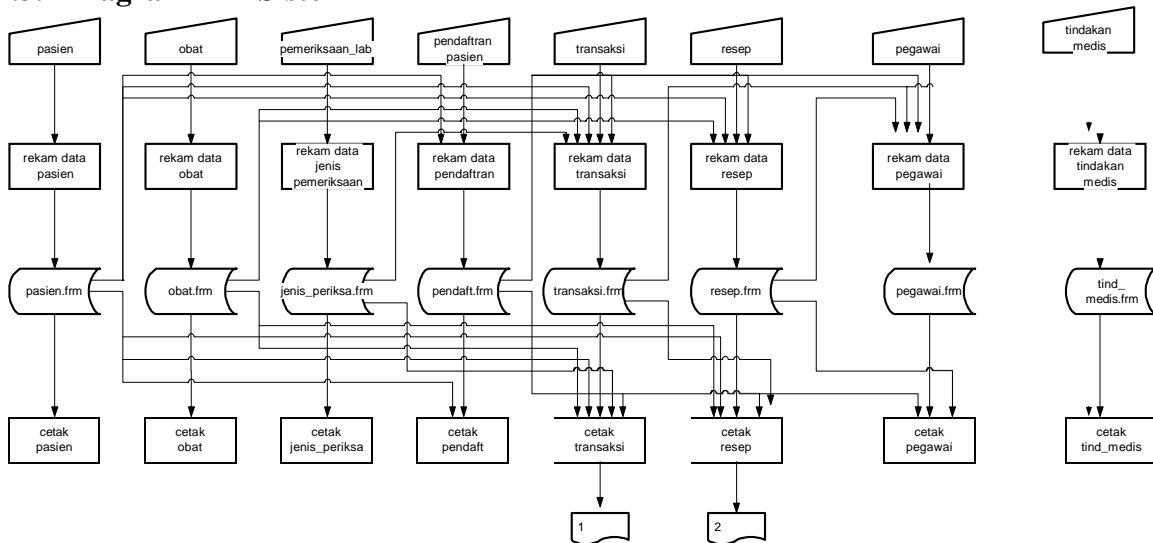 pasien
obat
pemeriksaan_lab
pendaftran
pasien
transaksi
resep
pegawai
tindakan
medis
rekam data
pasien
rekam data
obat
rekam data
jenis
pemeriksaan
rekam data
pendaftran
rekam data
transaksi
rekam data
resep
rekam data
pegawai
rekam data
tindakan
medis
pasien.frm
obat.frm
jenis_periksa.frm
pendaft.frm
transaksi.frm
resep.frm
pegawai.frm
tind_
medis.frm
cetak
pasien
cetak
obat
cetak
jenis_periksa
cetak
pendaft
cetak
transaksi
cetak
resep
cetak
pegawai
cetak
tind_medis
1
2